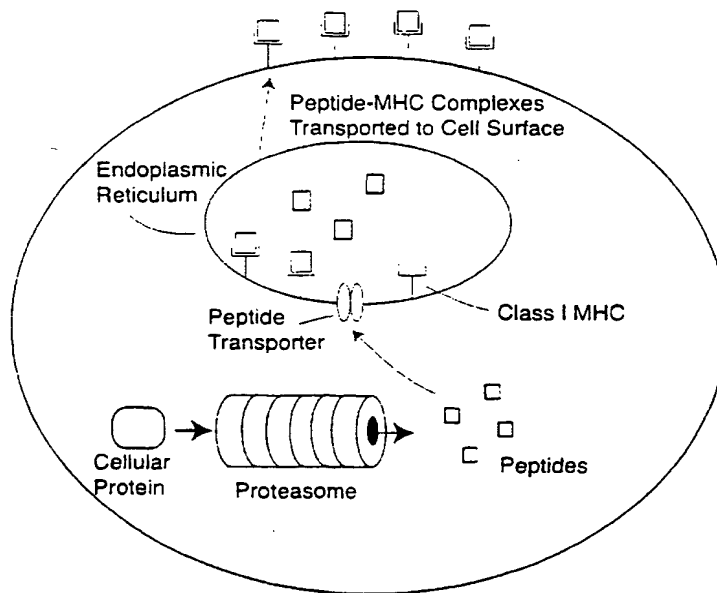 Peptide-MHC Complexes
Transported to Cell Surface
Endoplasmic
Reticulum
Peptide
Transporter
Class I MHC
Cellular
Protein
Proteasome
Peptides